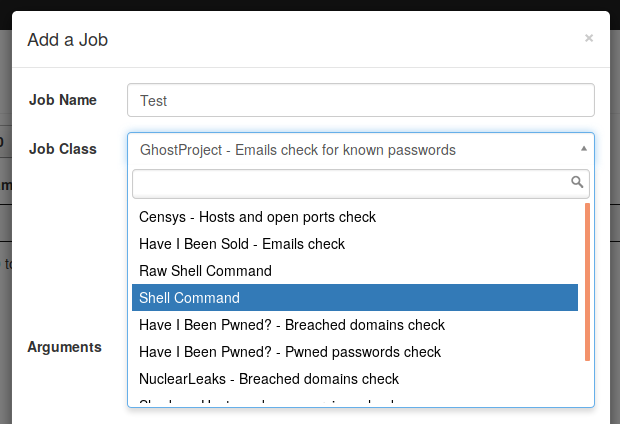 Add a Job
×
Job Name
Test
Job Class
GhostProject - Emails check for known passwords
Censys - Hosts and open ports check
Have I Been Sold - Emails check
Raw Shell Command
Shell Command
Have I Been Pwned? - Breached domains check
Arguments
Have I Been Pwned? - Pwned passwords check
NuclearLeaks - Breached domains check